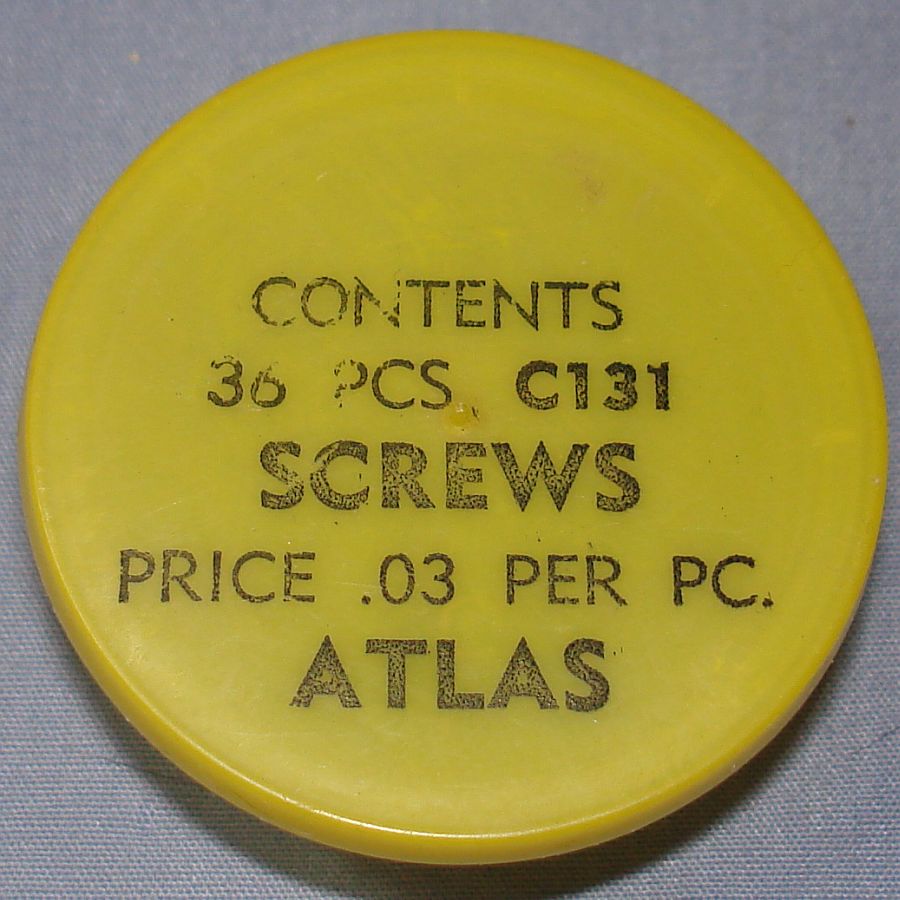 CONTENTS
36 PCS C131
SCREWS
PRICE .03 PER PC.
ATLAS